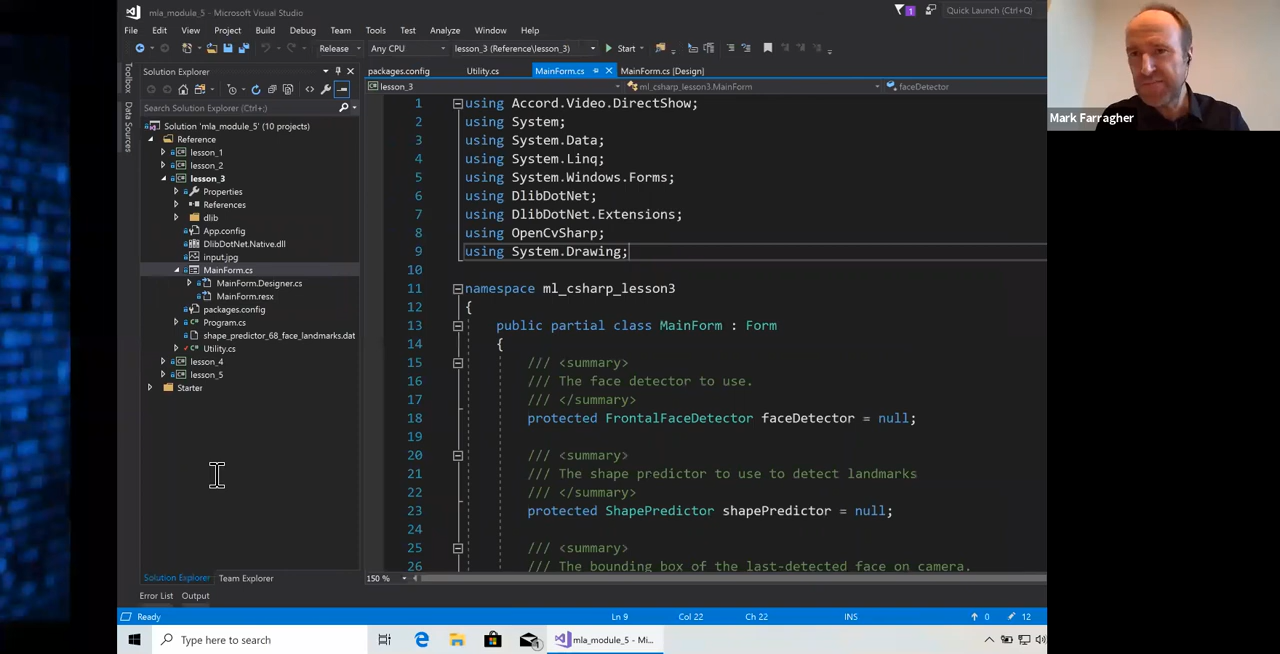 mla_module_5 - Microsoft Visual Studio
1
Quick Launch (Ctrl+Q)
File Edit View Project Build Debug Team Tools Test Analyze Window Help
Release Any CPU lesson_3 (Reference\lesson_3) Start
Toolbox
Data Sources
Solution Explorer
Search Solution Explorer (Ctrl+;)
Solution 'mla_module_5' (10 projects)
Reference
lesson_1
lesson_2
lesson_3
Properties
References
dlib
App.config
DlibDotNet.Native.dll
input.jpg
MainForm.cs
MainForm.Designer.cs
MainForm.resx
packages.config
Program.cs
shape_predictor_68_face_landmarks.dat
Utility.cs
lesson_4
lesson_5
Starter
Solution Explorer Team Explorer
packages.config Utility.cs MainForm.cs MainForm.cs [Design]
lesson_3 ml_csharp_lesson3.MainForm faceDetector
1 using Accord.Video.DirectShow;
2 using System;
3 using System.Data;
4 using System.Linq;
5 using System.Windows.Forms;
6 using DlibDotNet;
7 using DlibDotNet.Extensions;
8 using OpenCvSharp;
9 using System.Drawing;
10
11 namespace ml_csharp_lesson3
12 {
13 public partial class MainForm : Form
14 {
15 /// <summary>
16 /// The face detector to use.
17 /// </summary>
18 protected FrontalFaceDetector faceDetector = null;
19
20 /// <summary>
21 /// The shape predictor to use to detect landmarks
22 /// </summary>
23 protected ShapePredictor shapePredictor = null;
24
25 /// <summary>
26 /// The bounding box of the last-detected face on camera.
150 %
Error List Output
Ready Ln 9 Col 22 Ch 22 INS 0 12
Type here to search
1
mla_module_5 - Mi...
Mark Farragher